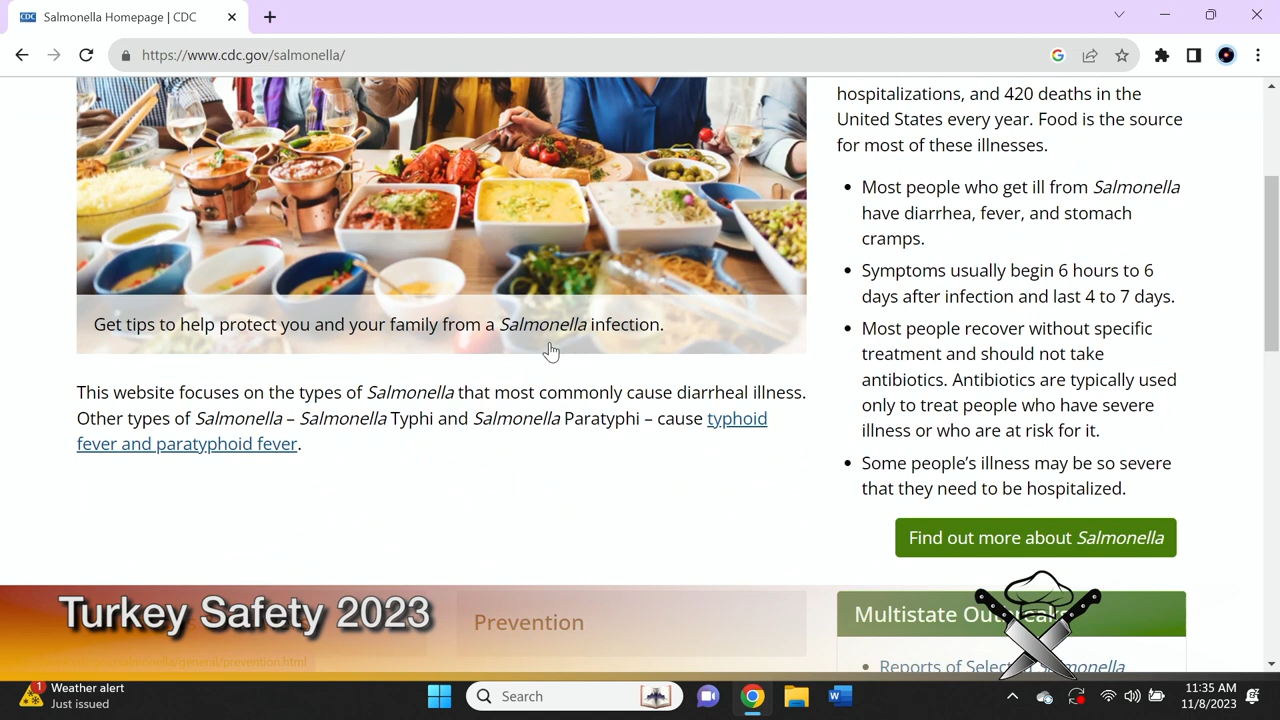 CDC Salmonella Homepage | CDC
https://www.cdc.gov/salmonella/
Get tips to help protect you and your family from a Salmonella infection.
This website focuses on the types of Salmonella that most commonly cause diarrheal illness.
Other types of Salmonella – Salmonella Typhi and Salmonella Paratyphi – cause typhoid
fever and paratyphoid fever.
hospitalizations, and 420 deaths in the
United States every year. Food is the source
for most of these illnesses.
• Most people who get ill from Salmonella
have diarrhea, fever, and stomach
cramps.
• Symptoms usually begin 6 hours to 6
days after infection and last 4 to 7 days.
• Most people recover without specific
treatment and should not take
antibiotics. Antibiotics are typically used
only to treat people who have severe
illness or who are at risk for it.
• Some people's illness may be so severe
that they need to be hospitalized.
Find out more about Salmonella
Turkey Safety 2023
Prevention
Multistate
• Reports of
Weather alert
Just issued
1
Search
11:35 AM
11/8/2023